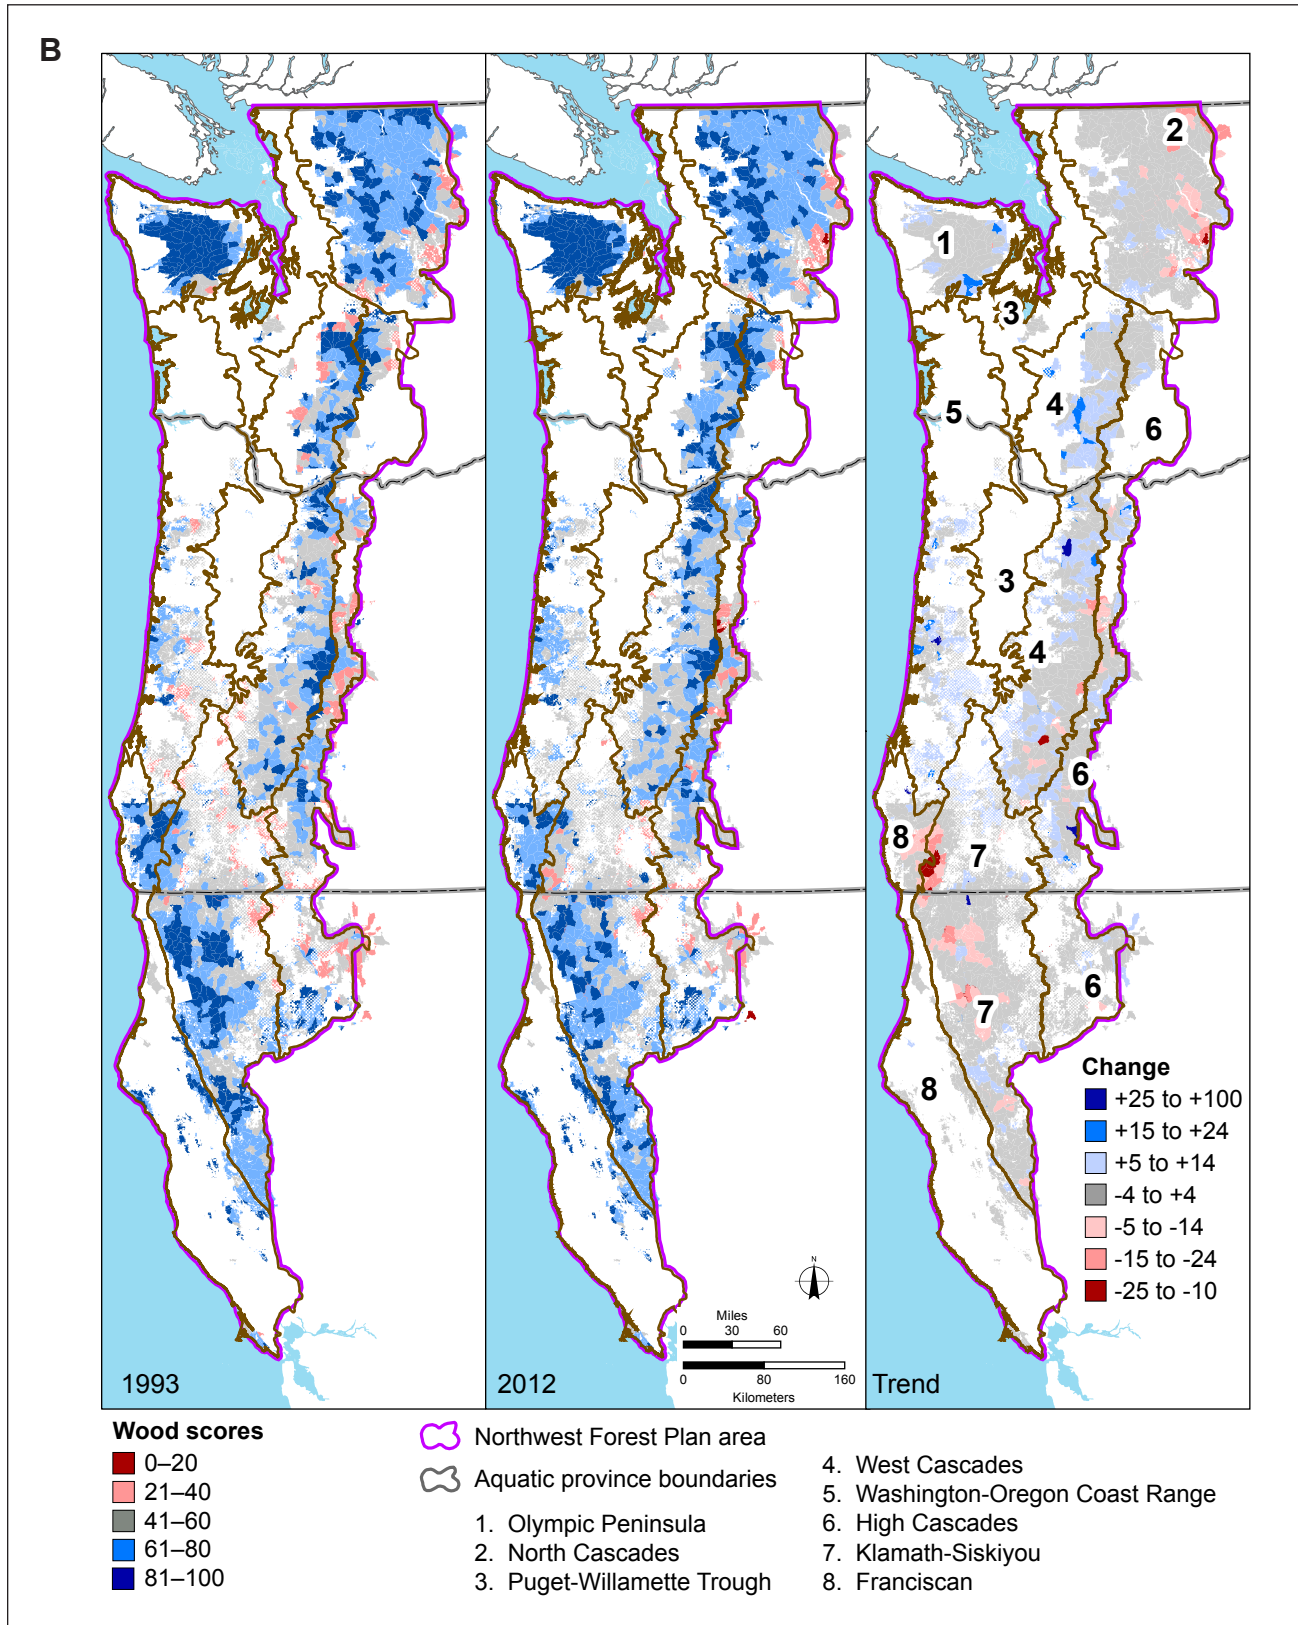 B
2
1
3
4
5
6
3
4
6
8
7
6
7
8
N
Miles
0 30 60
0 80 160
Kilometers
Change
+25 to +100
+15 to +24
+5 to +14
-4 to +4
-5 to -14
-15 to -24
-25 to -10
1993
2012
Trend
Wood scores
0–20
21–40
41–60
61–80
81–100
Northwest Forest Plan area
Aquatic province boundaries
1. Olympic Peninsula
2. North Cascades
3. Puget-Willamette Trough
4. West Cascades
5. Washington-Oregon Coast Range
6. High Cascades
7. Klamath-Siskiyou
8. Franciscan